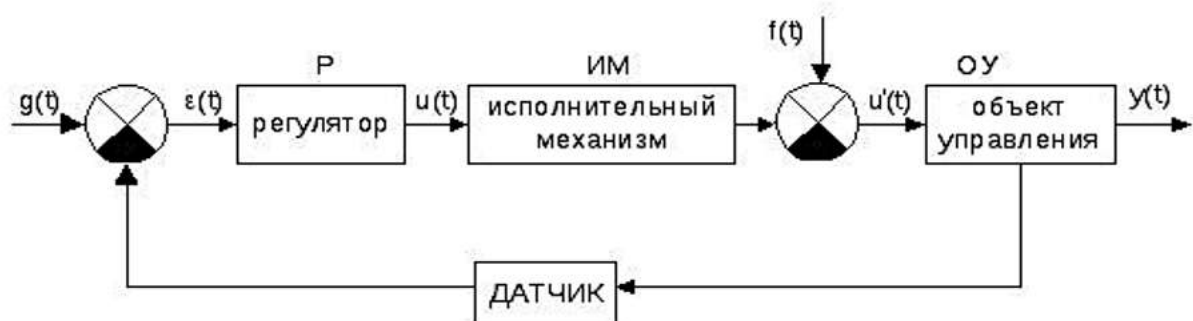 f(t)
Р
ИМ
ОУ
g(t)
ε(t)
регулятор
u(t)
исполнительный
механизм
u'(t)
объект
управления
y(t)
ДАТЧИК